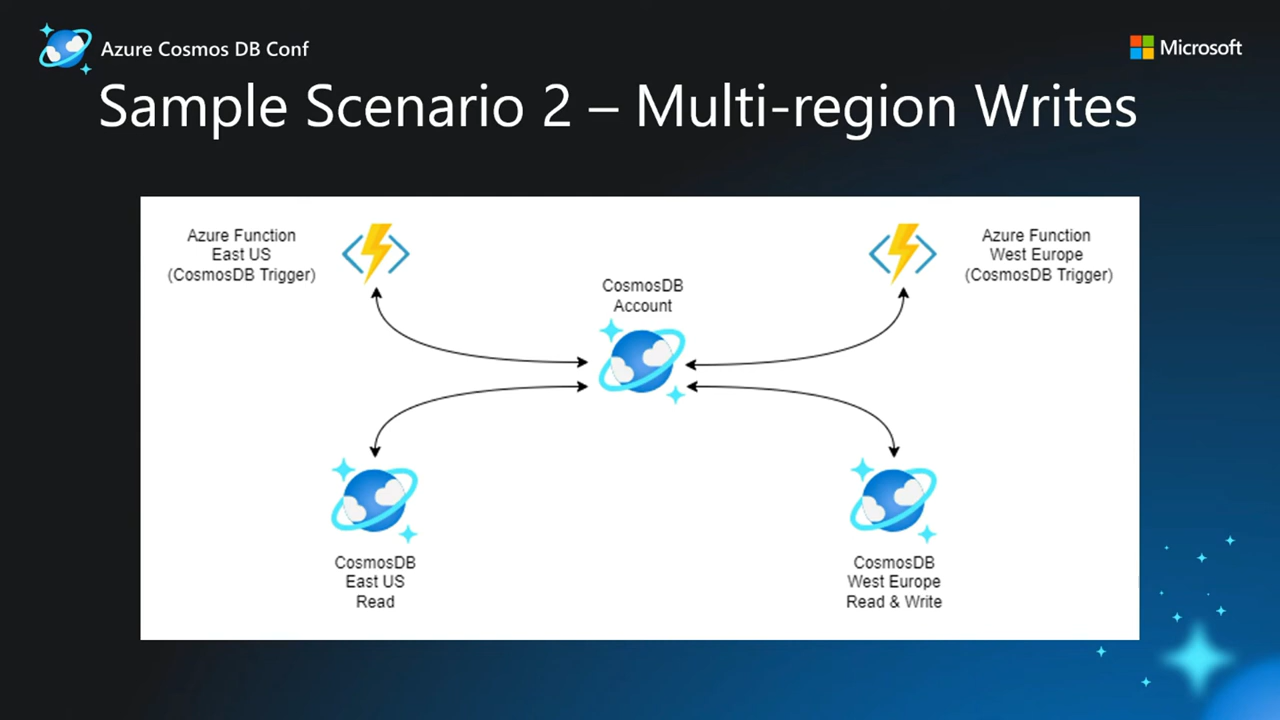 Azure Cosmos DB Conf
Microsoft
Sample Scenario 2 – Multi-region Writes
Azure Function
East US
(CosmosDB Trigger)
Azure Function
West Europe
(CosmosDB Trigger)
CosmosDB
Account
CosmosDB
East US
Read
CosmosDB
West Europe
Read & Write